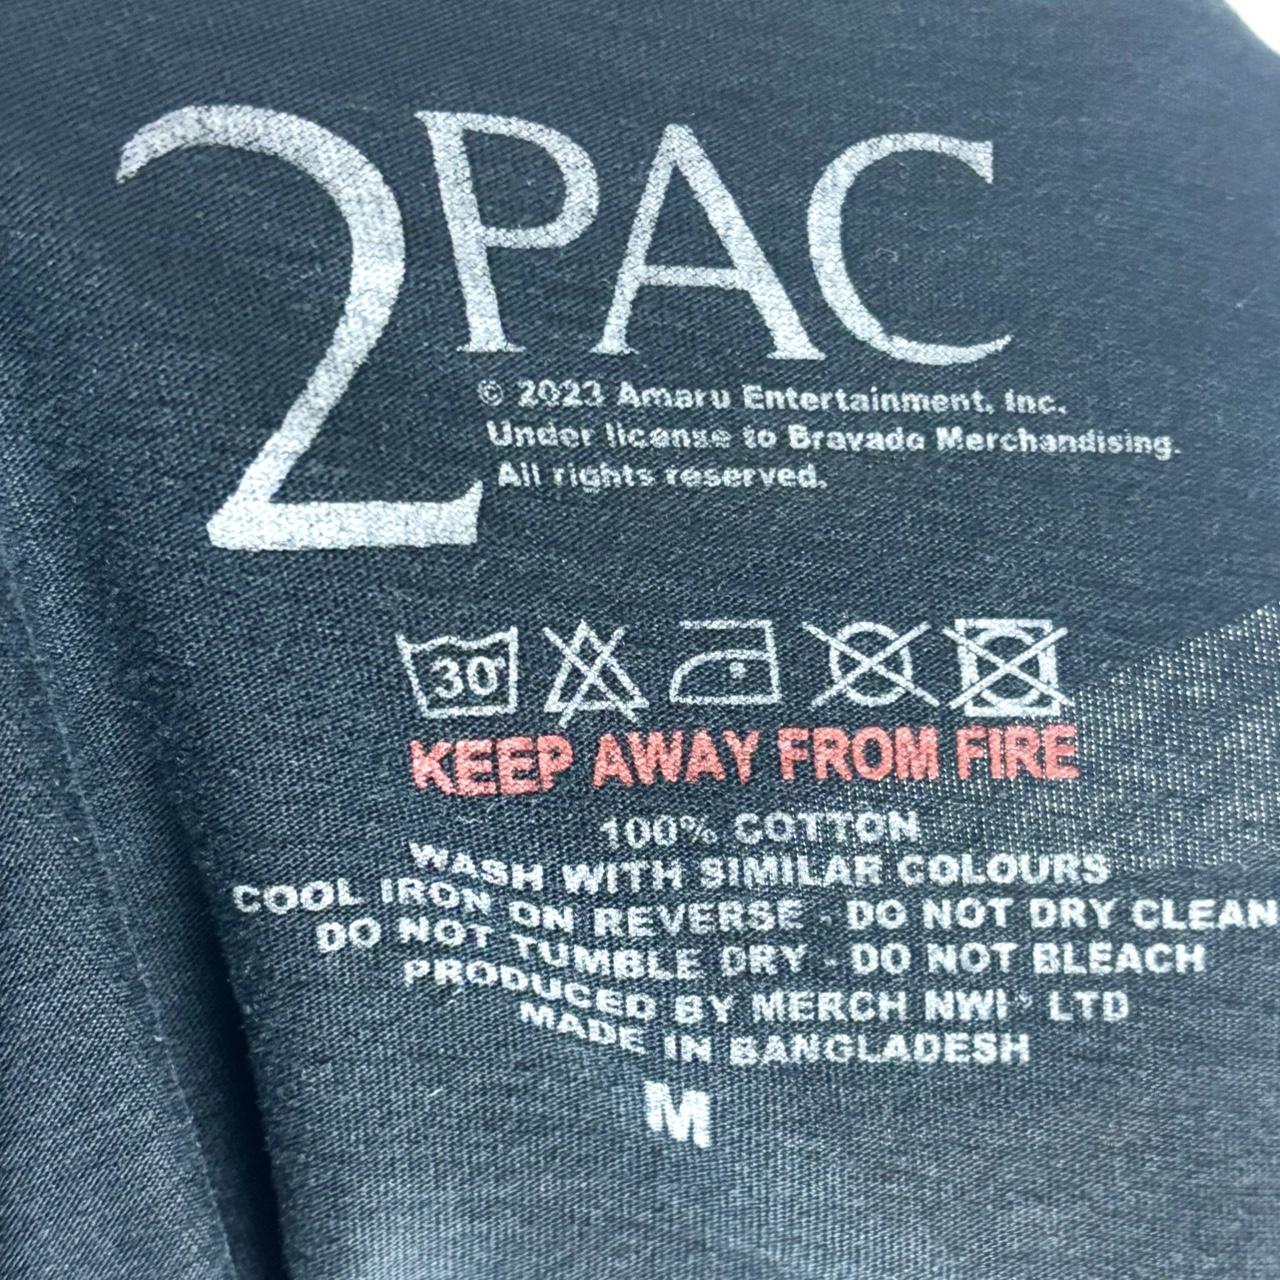 2PAC
© 2023 Amaru Entertainment, Inc.
Under license to Bravado Merchandising.
All rights reserved.
30°
KEEP AWAY FROM FIRE
100% COTTON
WASH WITH SIMILAR COLOURS
COOL IRON ON REVERSE - DO NOT DRY CLEAN
DO NOT TUMBLE DRY - DO NOT BLEACH
PRODUCED BY MERCH NWI* LTD
MADE IN BANGLADESH
M